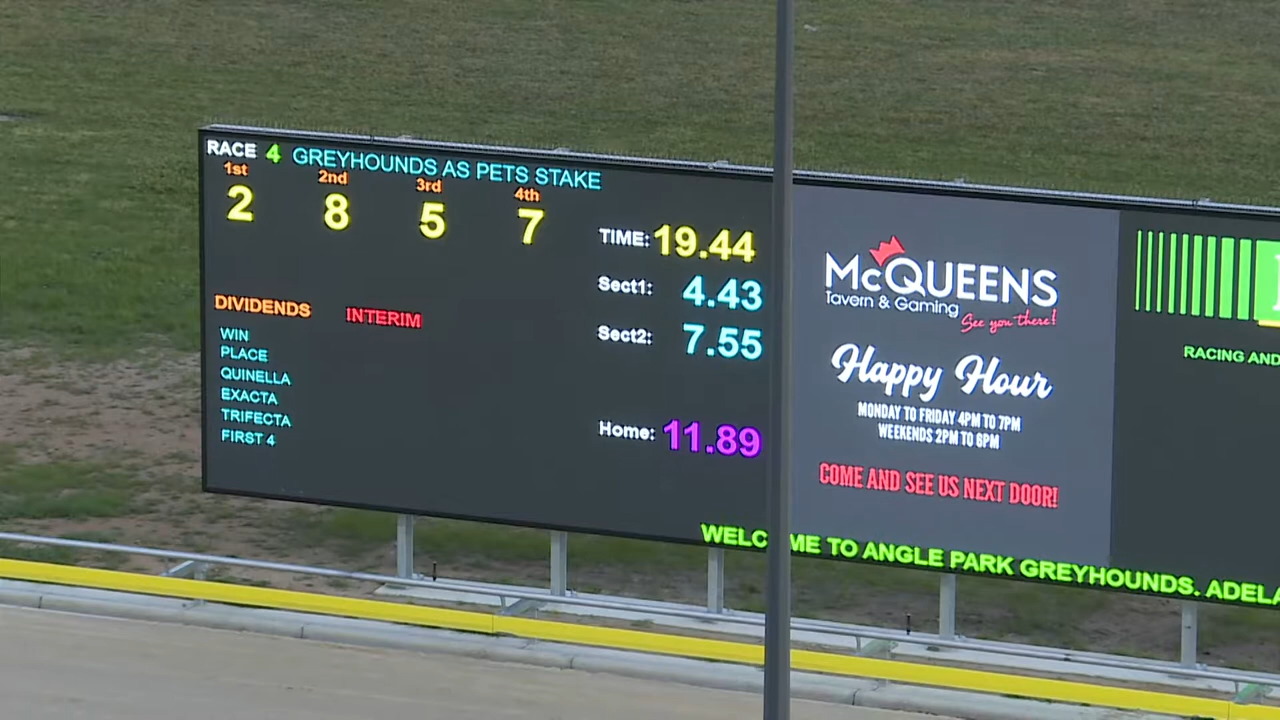 RACE 4 GREYHOUNDS AS PETS STAKE
1st 2nd 3rd 4th
2 8 5 7
TIME: 19.44
Sect1: 4.43
Sect2: 7.55
Home: 11.89
DIVIDENDS INTERIM
WIN
PLACE
QUINELLA
EXACTA
TRIFECTA
FIRST 4
McQUEENS
Tavern & Gaming
See you there!
Happy Hour
MONDAY TO FRIDAY 4PM TO 7PM
WEEKENDS 2PM TO 6PM
COME AND SEE US NEXT DOOR!
RACING AND
WELCOME TO ANGLE PARK GREYHOUNDS. ADELA